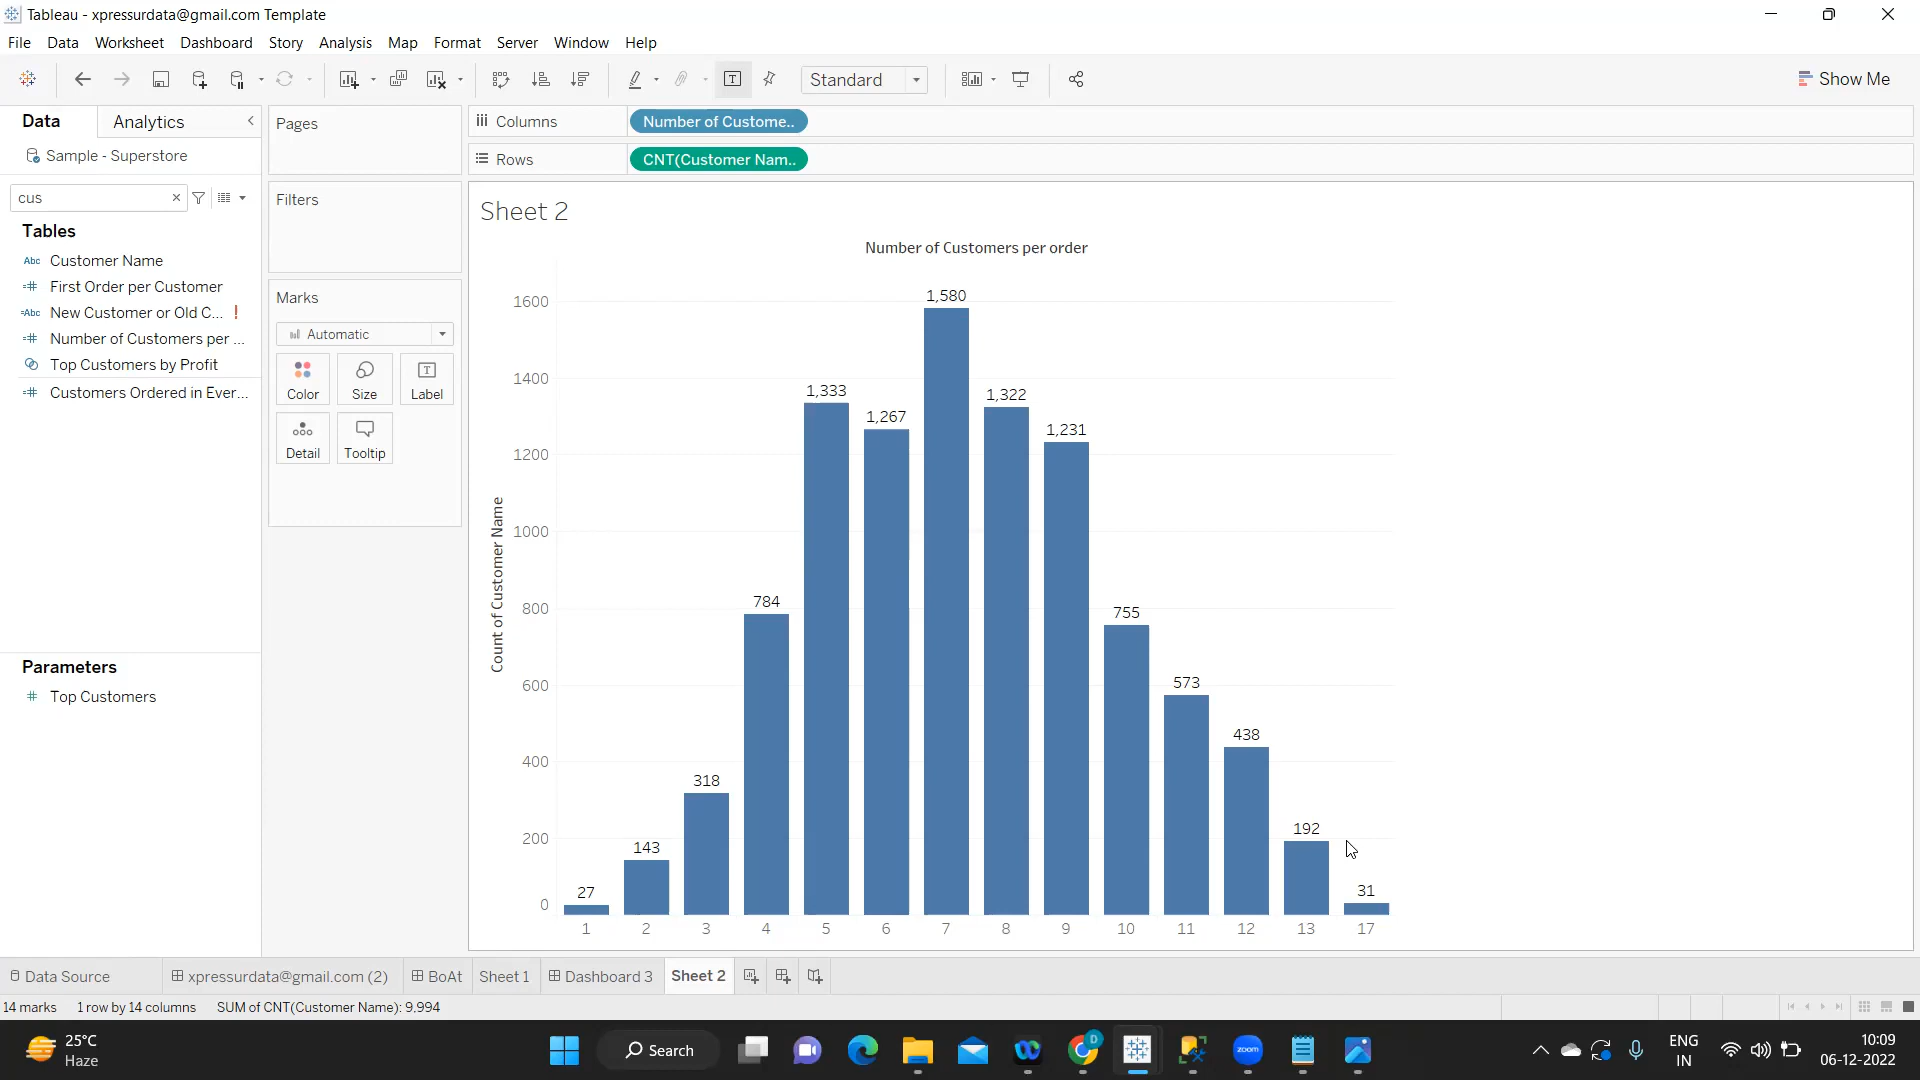 Tableau - xpressurdata@gmail.com Template
File Data Worksheet Dashboard Story Analysis Map Format Server Window Help
Standard
Show Me
Data Analytics
Sample - Superstore
cus
Tables
Abc Customer Name
=# First Order per Customer
=Abc New Customer or Old C... !
=# Number of Customers per ...
Top Customers by Profit
=# Customers Ordered in Ever...
Parameters
# Top Customers
Pages
Filters
Marks
Automatic
Color Size Label
Detail Tooltip
Columns Number of Custome..
Rows CNT(Customer Nam..
Sheet 2
Number of Customers per order
Count of Customer Name
1600
1400
1200
1000
800
600
400
200
0
27 143 318 784 1,333 1,267 1,580 1,322 1,231 755 573 438 192 31
1 2 3 4 5 6 7 8 9 10 11 12 13 17
Data Source xpressurdata@gmail.com (2) BoAt Sheet 1 Dashboard 3 Sheet 2
14 marks 1 row by 14 columns SUM of CNT(Customer Name): 9,994
25°C
Haze
Search
zoom
D
ENG
IN
10:09
06-12-2022